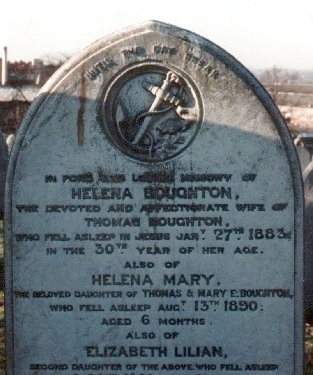 IN FOND AND LOVING MEMORY OF
HELENA BOUGHTON,
THE DEVOTED AND AFFECTIONATE WIFE OF
THOMAS BOUGHTON,
WHO FELL ASLEEP IN JESUS JANY 27TH 1883,
IN THE 30TH YEAR OF HER AGE.
ALSO OF
HELENA MARY,
THE BELOVED DAUGHTER OF THOMAS & MARY E. BOUGHTON,
WHO FELL ASLEEP AUGT 13TH 1890;
AGED 6 MONTHS.
ALSO OF
ELIZABETH LILIAN,
SECOND DAUGHTER OF THE ABOVE, WHO FELL ASLEEP